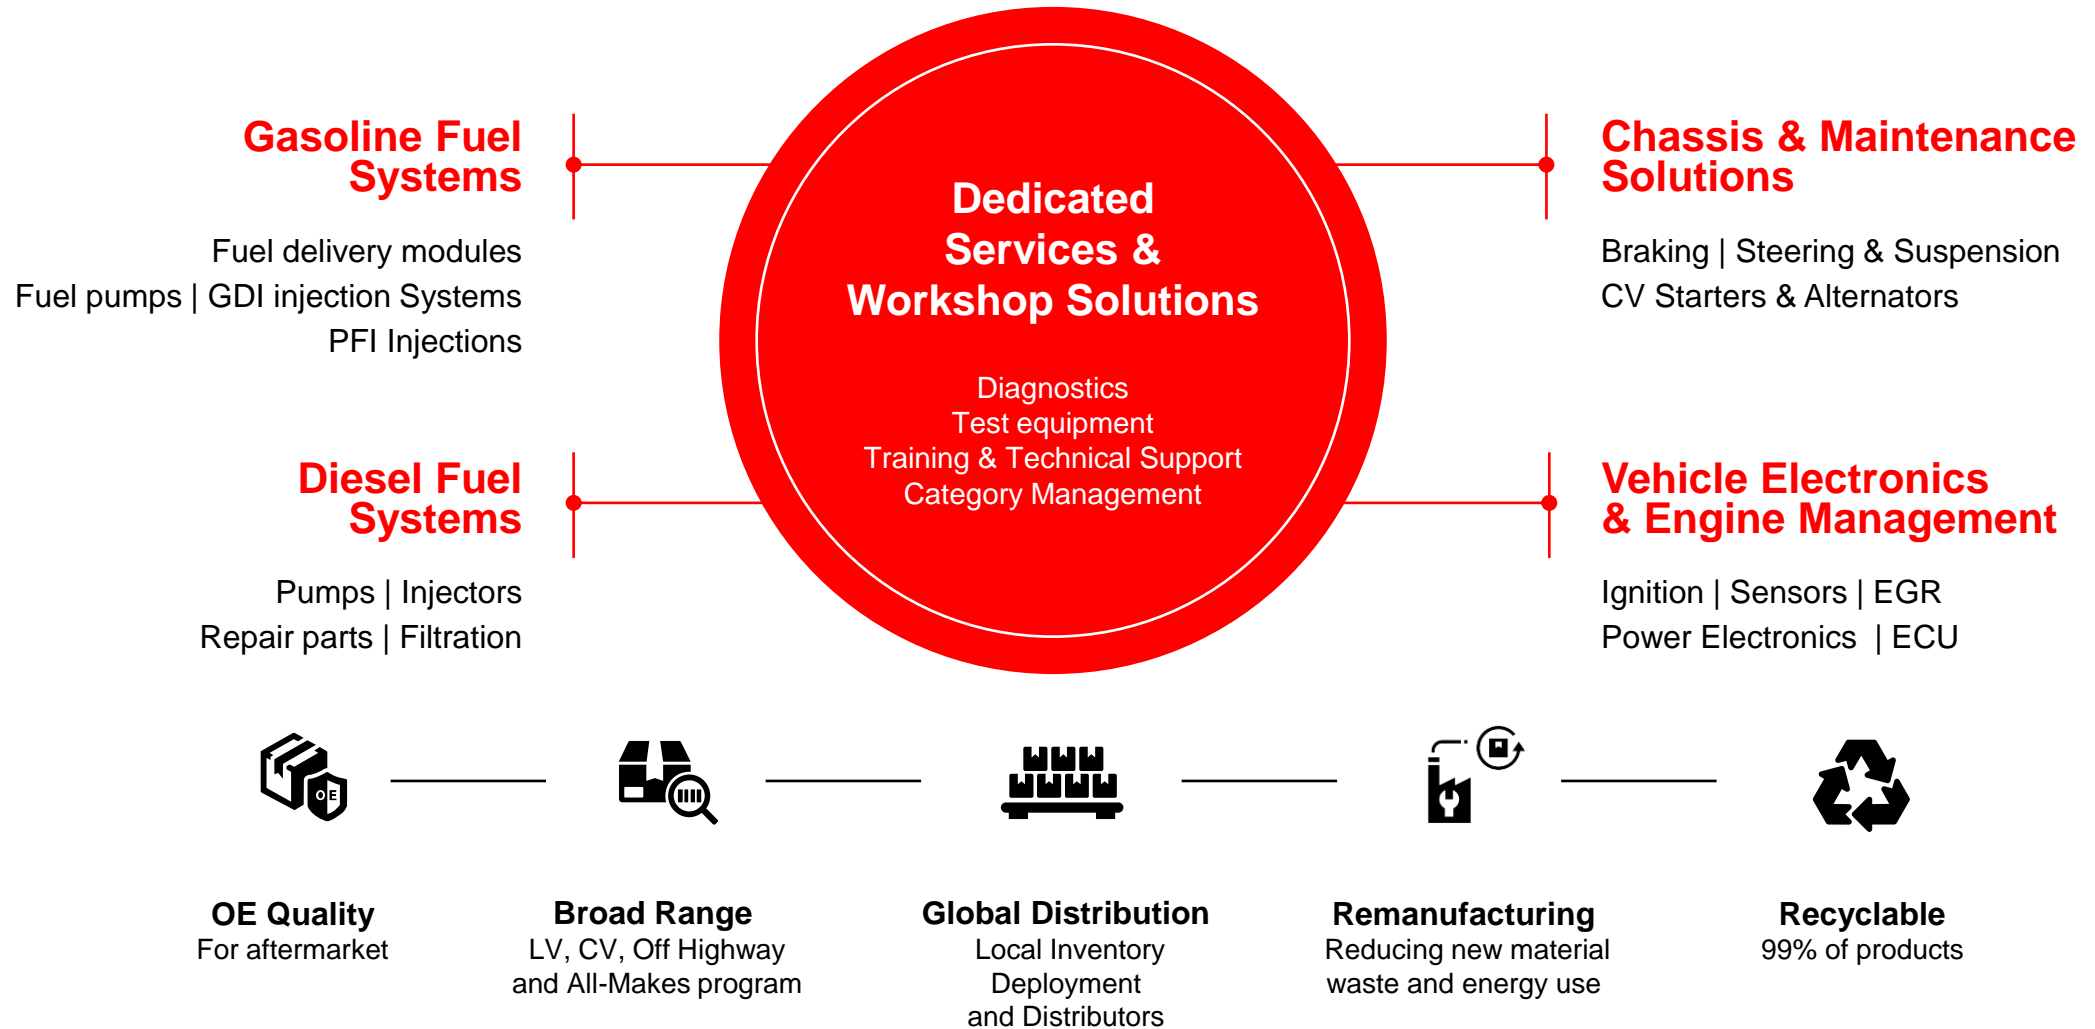 Gasoline Fuel
Systems
Fuel delivery modules
Fuel pumps | GDI injection Systems
PFI Injections
Diesel Fuel
Systems
Pumps | Injectors
Repair parts | Filtration
Dedicated
Services &
Workshop Solutions
Diagnostics
Test equipment
Training & Technical Support
Category Management
Chassis & Maintenance
Solutions
Braking | Steering & Suspension
CV Starters & Alternators
Vehicle Electronics
& Engine Management
Ignition | Sensors | EGR
Power Electronics  | ECU
OE
OE Quality
For aftermarket
Broad Range
LV, CV, Off Highway
and All-Makes program
Global Distribution
Local Inventory
Deployment
and Distributors
Remanufacturing
Reducing new material
waste and energy use
Recyclable
99% of products